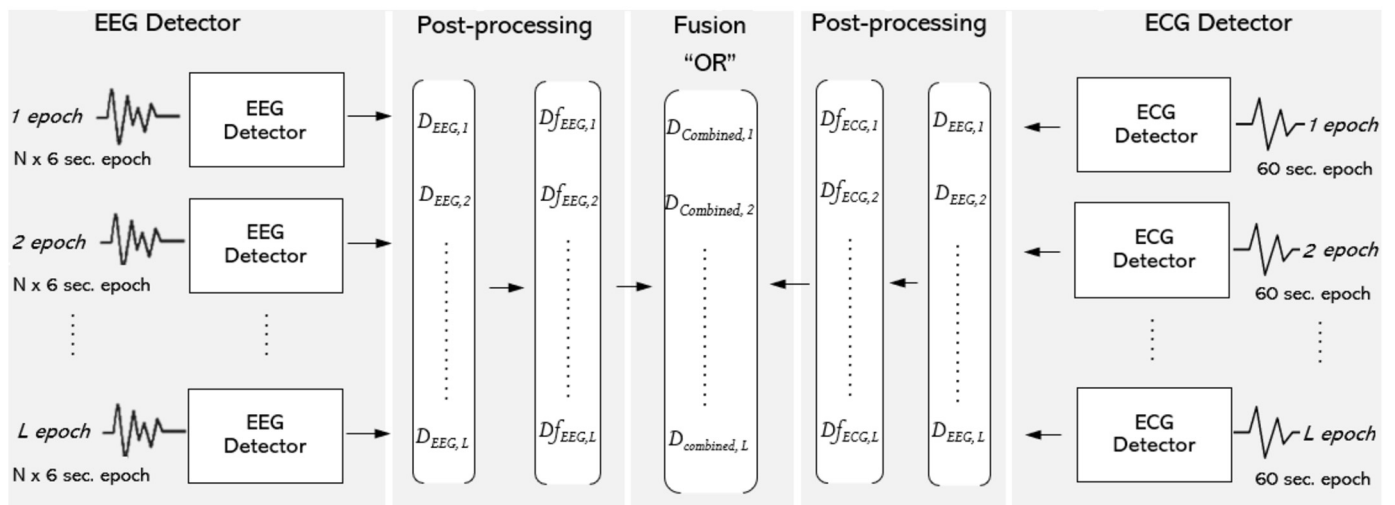 EEG Detector
1 epoch
N x 6 sec. epoch
EEG
Detector
2 epoch
N x 6 sec. epoch
EEG
Detector
L epoch
N x 6 sec. epoch
EEG
Detector
Post-processing
D_EEG,1
D_EEG,2
D_EEG,L
Df_EEG,1
Df_EEG,2
Df_EEG,L
Fusion
“OR”
D_Combined,1
D_Combined, 2
D_combined, L
Post-processing
Df_ECG,1
Df_ECG,2
Df_ECG,L
D_EEG,1
D_EEG,2
D_EEG,L
ECG Detector
ECG
Detector
1 epoch
60 sec. epoch
ECG
Detector
2 epoch
60 sec. epoch
ECG
Detector
L epoch
60 sec. epoch